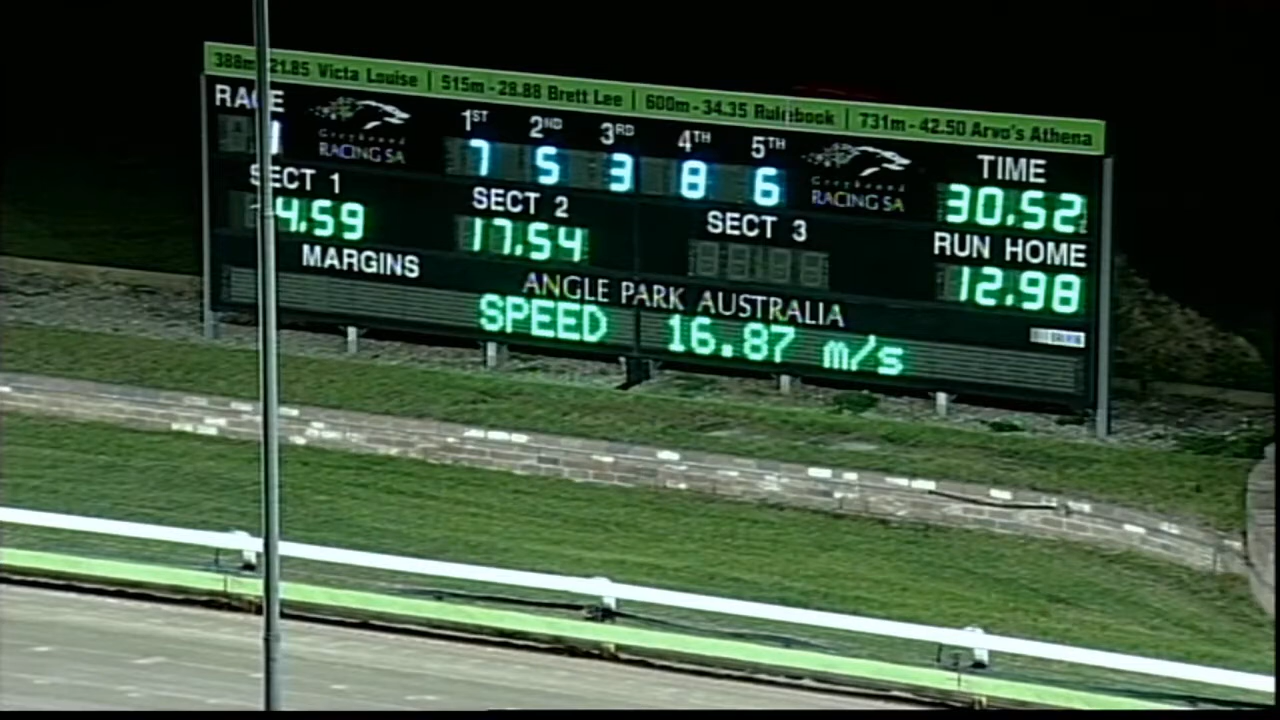 388m - 21.85 Victa Louise | 515m - 28.88 Brett Lee | 600m - 34.35 Rulebook | 731m - 42.50 Arvo's Athena
RACE 1ST 2ND 3RD 4TH 5TH TIME
1 7 5 3 8 6 30.52
Greyhound RACING SA Greyhound RACING SA
SECT 1 SECT 2 SECT 3 RUN HOME
4.59 17.54 12.98
MARGINS ANGLE PARK AUSTRALIA
SPEED 16.87 m/s